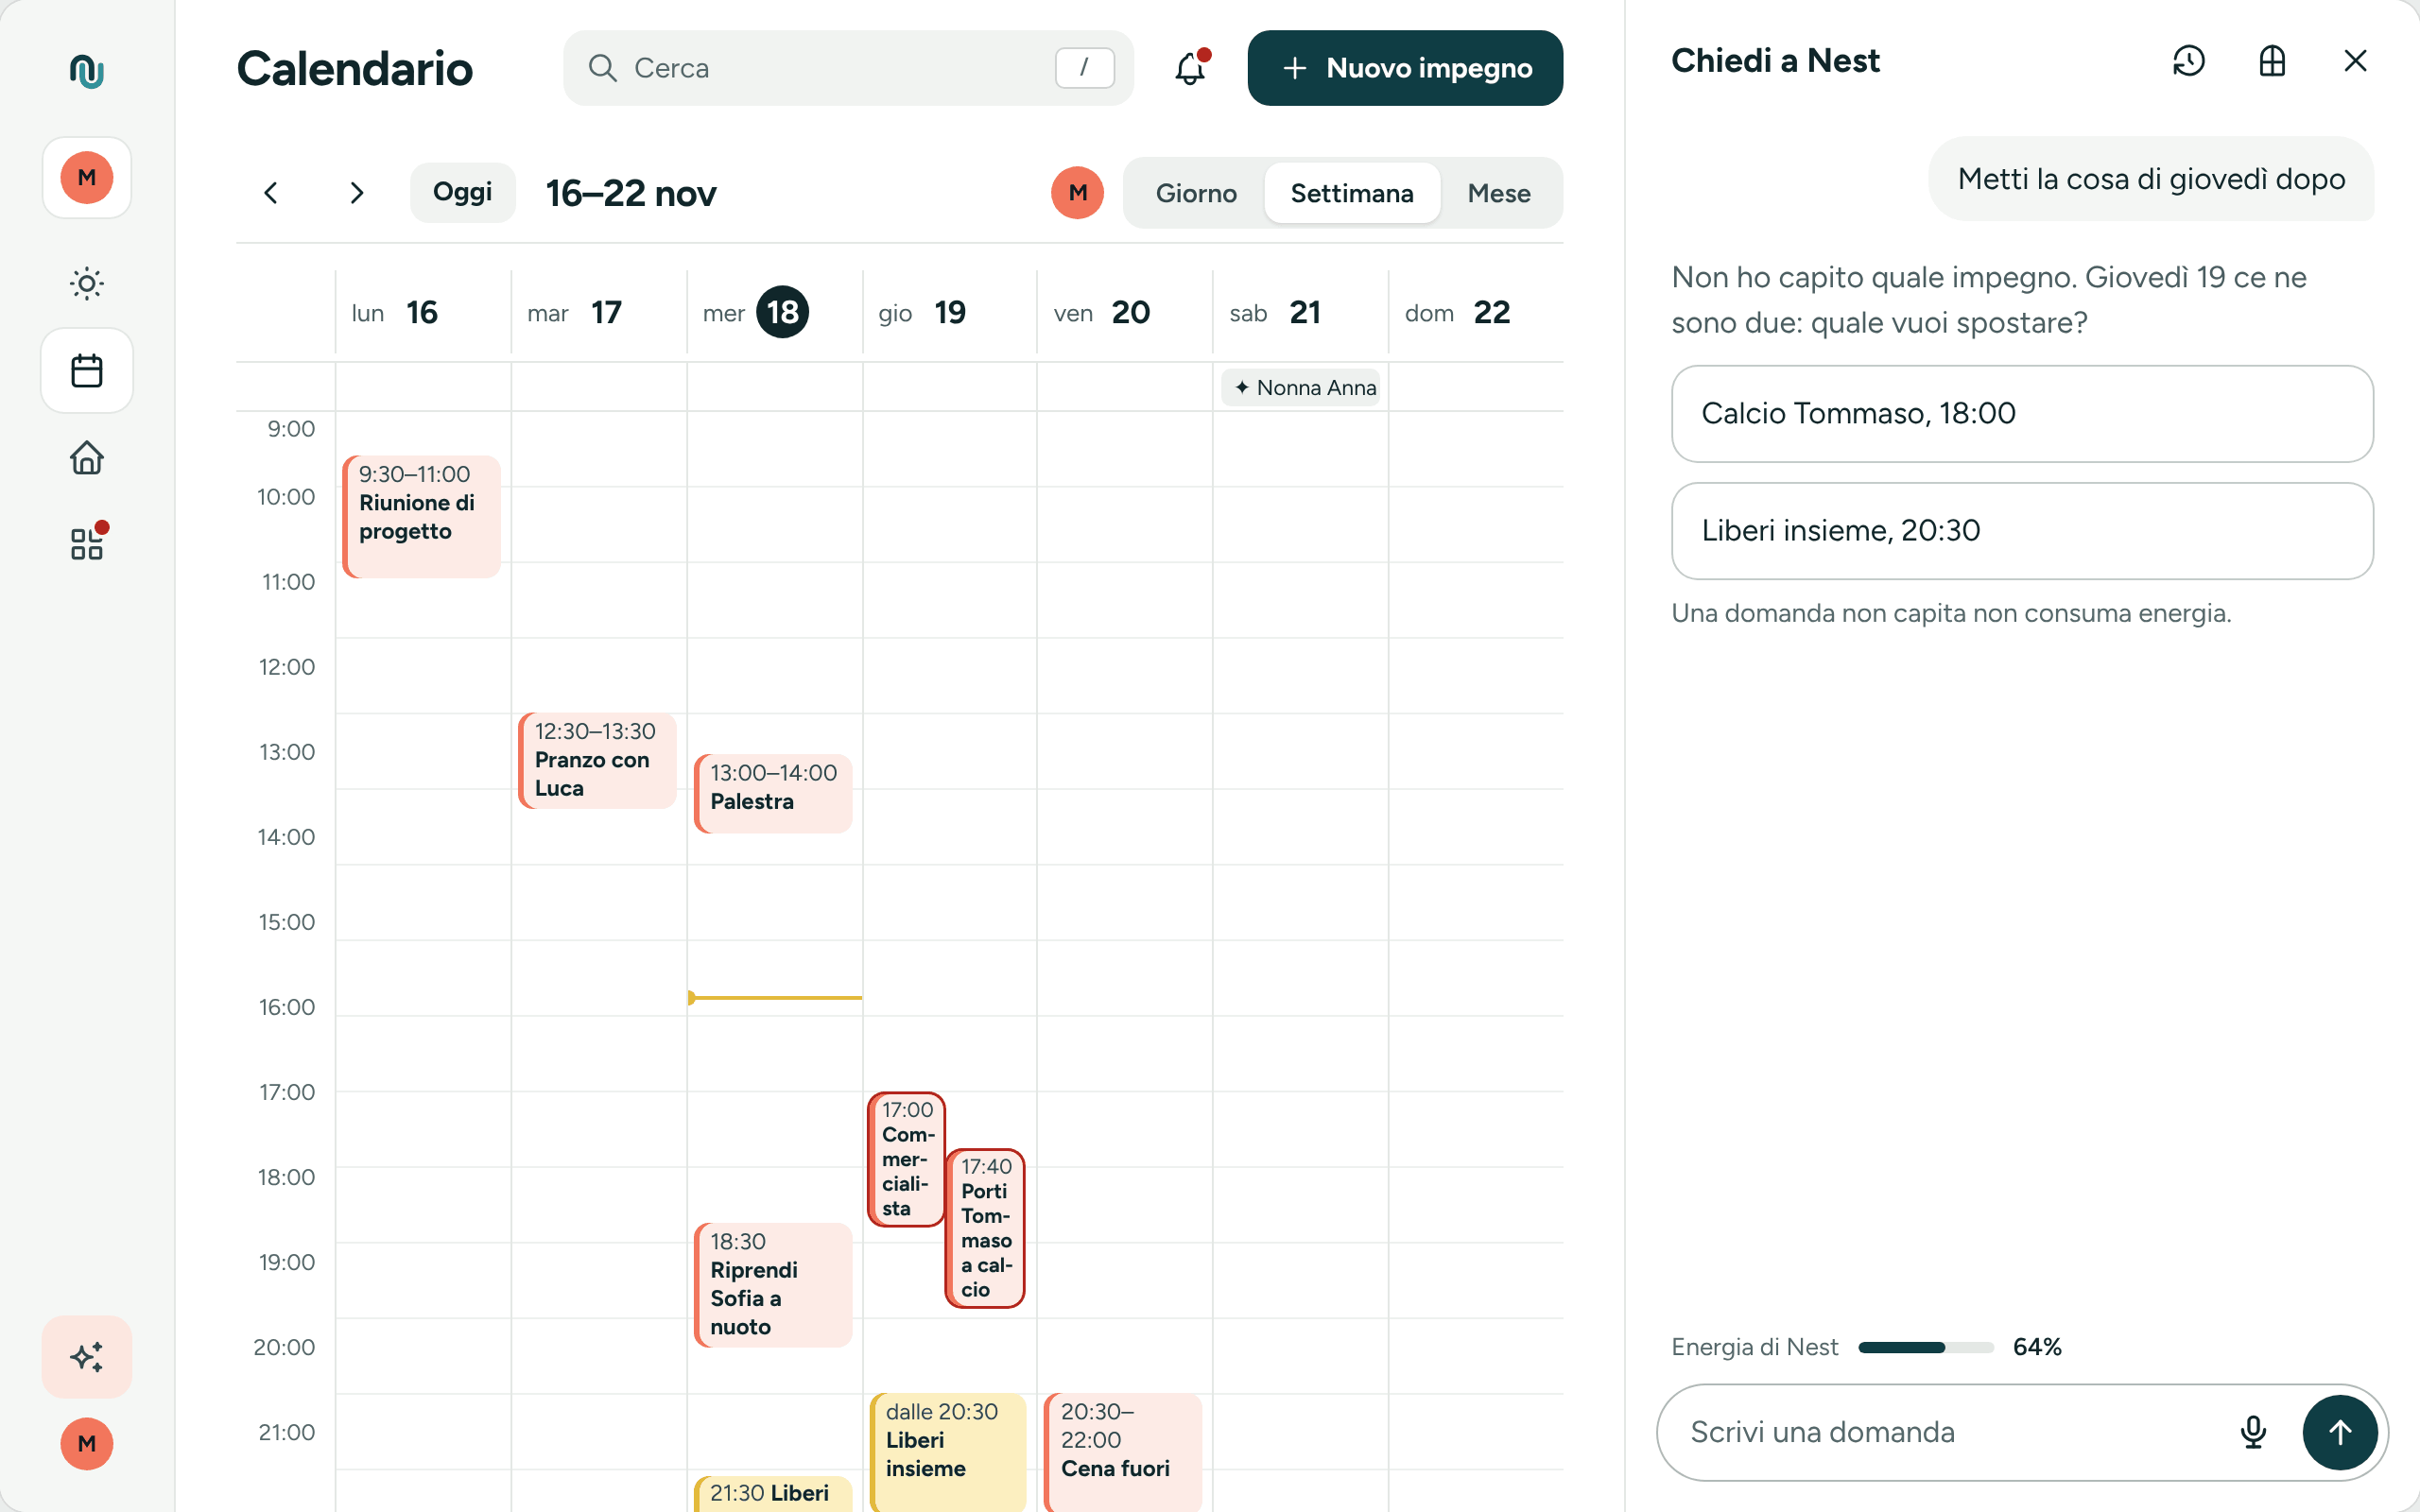 Calendario
Cerca
/
Nuovo impegno
M
Oggi
16–22 nov
M
Giorno
Settimana
Mese
lun 16
mar 17
mer 18
gio 19
ven 20
sab 21
dom 22
✦ Nonna Anna
9:00
10:00
11:00
12:00
13:00
14:00
15:00
16:00
17:00
18:00
19:00
20:00
21:00
9:30–11:00
Riunione di
progetto
12:30–13:30
Pranzo con
Luca
13:00–14:00
Palestra
18:30
Riprendi
Sofia a
nuoto
21:30 Liberi
17:00
Com-
mer-
ciali-
sta
17:40
Porti
Tom-
maso
a cal-
cio
dalle 20:30
Liberi
insieme
20:30–
22:00
Cena fuori
M
Chiedi a Nest
Metti la cosa di giovedì dopo
Non ho capito quale impegno. Giovedì 19 ce ne
sono due: quale vuoi spostare?
Calcio Tommaso, 18:00
Liberi insieme, 20:30
Una domanda non capita non consuma energia.
Energia di Nest
64%
Scrivi una domanda